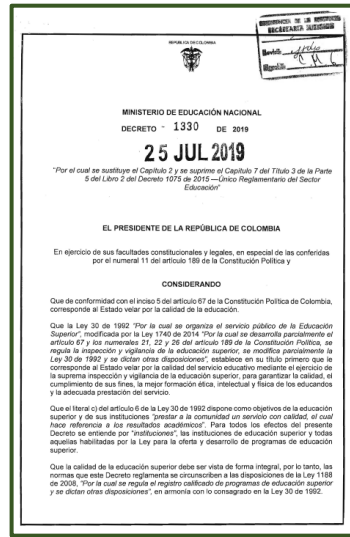 REPÚBLICA DE COLOMBIA
MINISTERIO DE EDUCACIÓN NACIONAL
DECRETO - 1330 DE 2019
25 JUL 2019
"Por el cual se sustituye el Capítulo 2 y se suprime el Capítulo 7 del Título 3 de la Parte
5 del Libro 2 del Decreto 1075 de 2015 —Único Reglamentario del Sector
Educación"
EL PRESIDENTE DE LA REPÚBLICA DE COLOMBIA
En ejercicio de sus facultades constitucionales y legales, en especial de las conferidas
por el numeral 11 del artículo 189 de la Constitución Política y
CONSIDERANDO
Que de conformidad con el inciso 5 del artículo 67 de la Constitución Política de Colombia,
corresponde al Estado velar por la calidad de la educación.
Que la Ley 30 de 1992 "Por la cual se organiza el servicio público de la Educación
Superior", modificada por la Ley 1740 de 2014 "Por la cual se desarrolla parcialmente el
artículo 67 y los numerales 21, 22 y 26 del artículo 189 de la Constitución Política, se
regula la inspección y vigilancia de la educación superior, se modifica parcialmente la
Ley 30 de 1992 y se dictan otras disposiciones", establece en su título primero que le
corresponde al Estado velar por la calidad del servicio educativo mediante el ejercicio de
la suprema inspección y vigilancia de la educación superior, para garantizar la calidad, el
cumplimiento de sus fines, la mejor formación ética, intelectual y física de los educandos
y la adecuada prestación del servicio.
Que el literal c) del artículo 6 de la Ley 30 de 1992 dispone como objetivos de la educación
superior y de sus instituciones "prestar a la comunidad un servicio con calidad, el cual
hace referencia a los resultados académicos". Para todos los efectos del presente
Decreto se entiende por "instituciones", las instituciones de educación superior y todas
aquellas habilitadas por la Ley para la oferta y desarrollo de programas de educación
superior.
Que la calidad de la educación superior debe ser vista de forma integral, por lo tanto, las
normas que este Decreto reglamenta se circunscriben a las disposiciones de la Ley 1188
de 2008, "Por la cual se regula el registro calificado de programas de educación superior
y se dictan otras disposiciones", en armonía con lo consagrado en la Ley 30 de 1992.